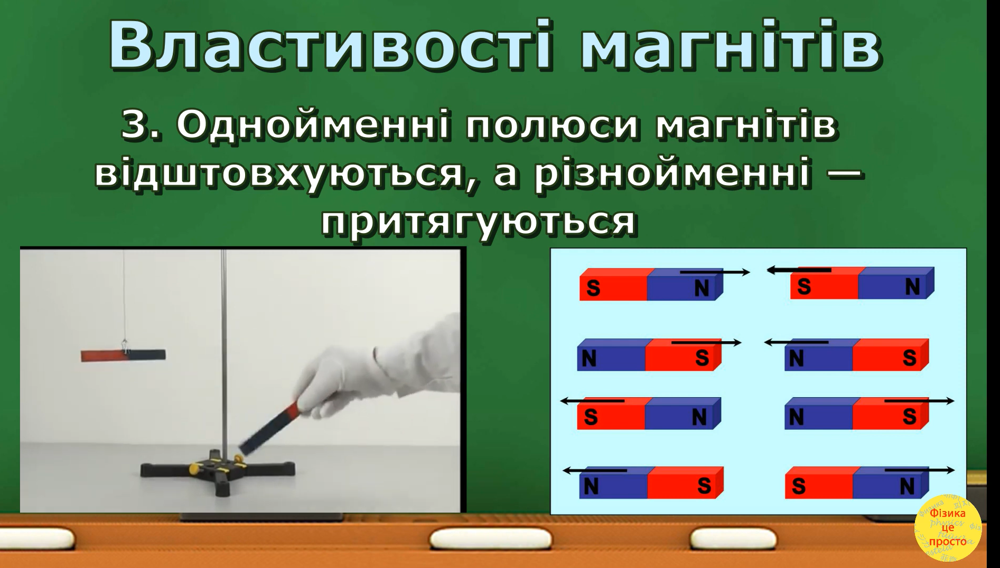 Властивості магнітів
3. Однойменні полюси магнітів
відштовхуються, а різнойменні —
притягуються
S N S N
N S N S
S N N S
N S S N
Фізика
це
просто